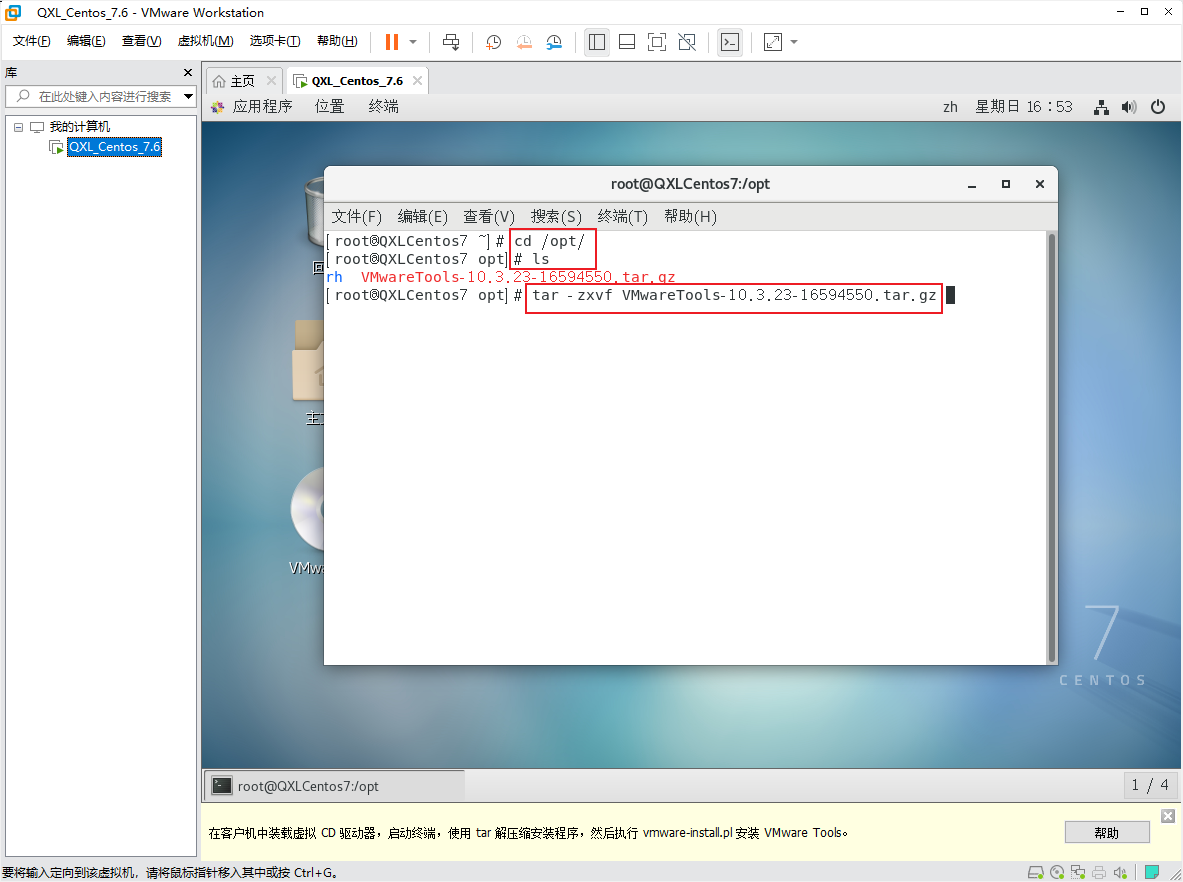 QXL_Centos_7.6 - VMware Workstation
文件(F) 编辑(E) 查看(V) 虚拟机(M) 选项卡(T) 帮助(H)
库
在此处键入内容进行搜索
我的计算机
QXL_Centos_7.6
主页 QXL_Centos_7.6
应用程序 位置 终端 zh 星期日 16：53
root@QXLCentos7:/opt
文件(F) 编辑(E) 查看(V) 搜索(S) 终端(T) 帮助(H)
[root@QXLCentos7 ~]# cd /opt/
[root@QXLCentos7 opt]# ls
rh VMwareTools-10.3.23-16594550.tar.gz
[root@QXLCentos7 opt]# tar -zxvf VMwareTools-10.3.23-16594550.tar.gz
7
CENTOS
root@QXLCentos7:/opt
1 / 4
在客户机中装载虚拟 CD 驱动器，启动终端，使用 tar 解压缩安装程序，然后执行 vmware-install.pl 安装 VMware Tools。
帮助
要将输入定向到该虚拟机，请将鼠标指针移入其中或按 Ctrl+G。